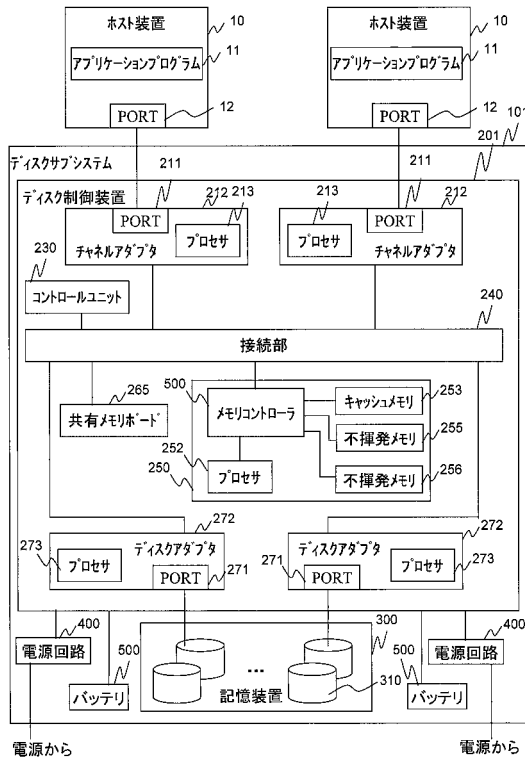 ホスト装置
10
11
アプリケーションプログラム
12
PORT
ホスト装置
10
11
アプリケーションプログラム
12
PORT
101
ディスクサブシステム
201
ディスク制御装置
211
212
213
PORT
プロセサ
チャネルアダプタ
211
213
212
PORT
プロセサ
チャネルアダプタ
230
コントロールユニット
240
接続部
265
共有メモリボード
500
メモリコントローラ
キャッシュメモリ
253
不揮発メモリ
255
252
プロセサ
250
不揮発メモリ
256
272
ディスクアダプタ
273
プロセサ
PORT
271
272
ディスクアダプタ
271
PORT
プロセサ
273
400
電源回路
500
バッテリ
300
...
記憶装置
310
500
バッテリ
400
電源回路
電源から
電源から